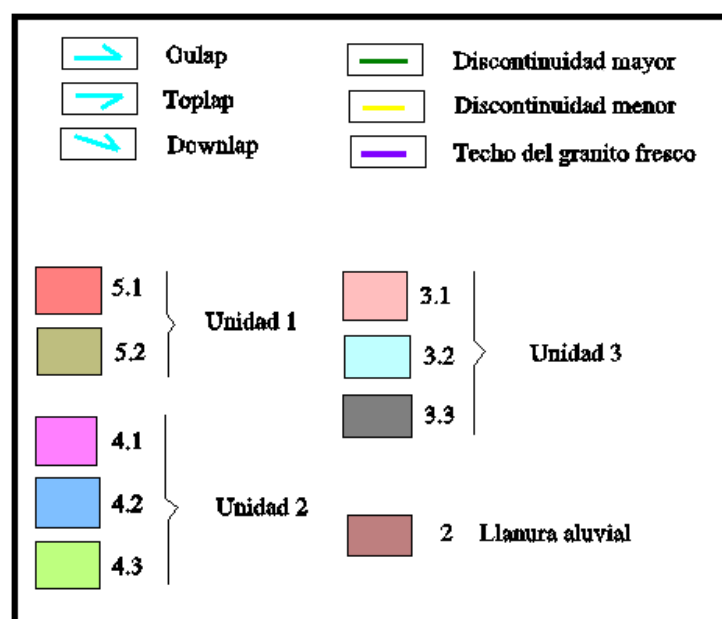 Oulap
Toplap
Downlap
Discontinuidad mayor
Discontinuidad menor
Techo del granito fresco
5.1
5.2
Unidad 1
4.1
4.2
4.3
Unidad 2
3.1
3.2
3.3
Unidad 3
2 Llanura aluvial